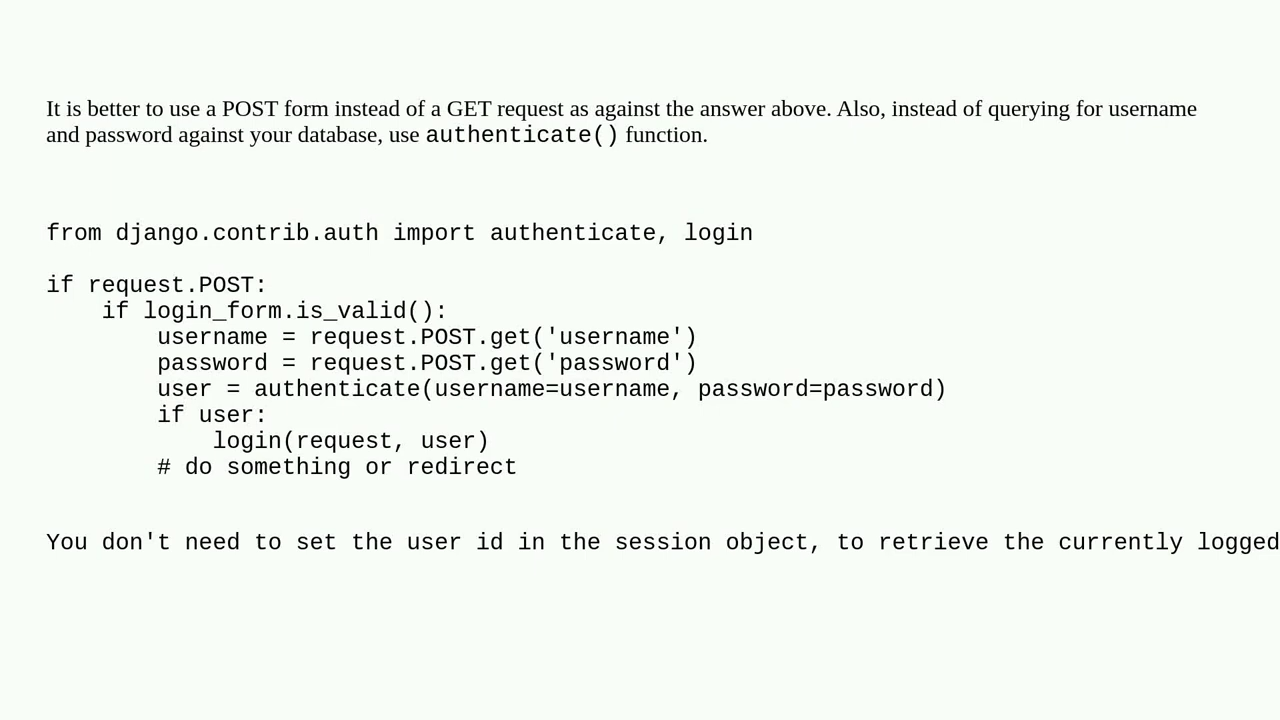 It is better to use a POST form instead of a GET request as against the answer above. Also, instead of querying for username
and password against your database, use authenticate() function.
from django.contrib.auth import authenticate, login
if request.POST:
    if login_form.is_valid():
        username = request.POST.get('username')
        password = request.POST.get('password')
        user = authenticate(username=username, password=password)
        if user:
            login(request, user)
        # do something or redirect
You don't need to set the user id in the session object, to retrieve the currently logged